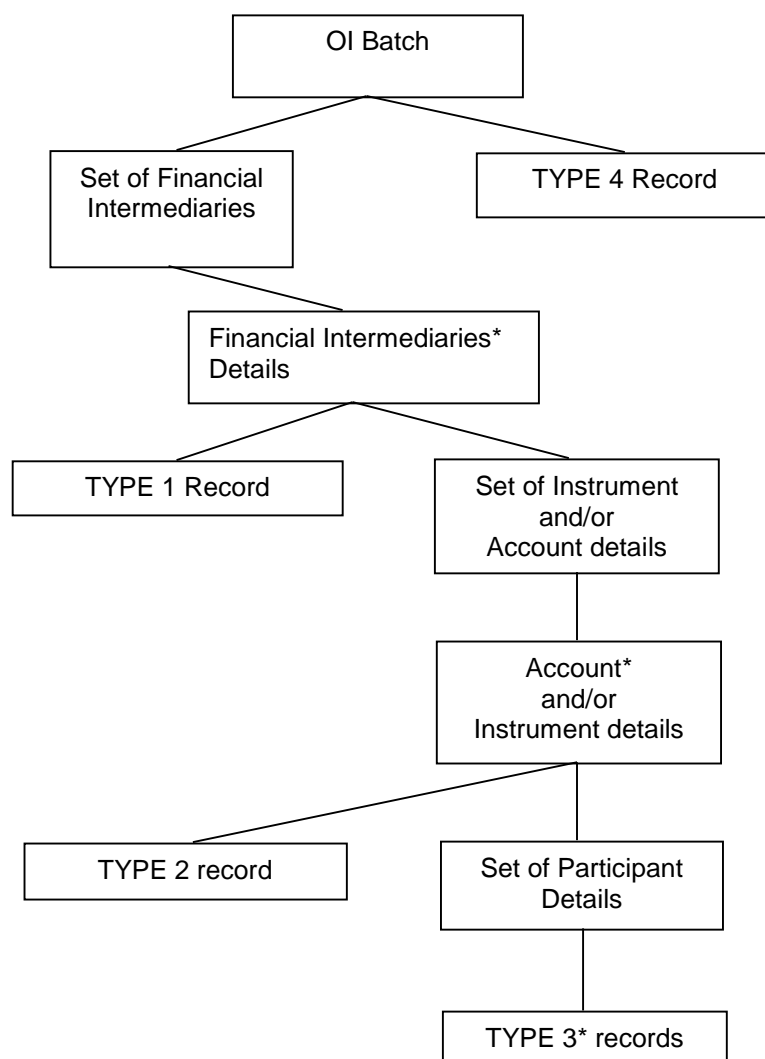 OI Batch
Set of Financial
Intermediaries
TYPE 4 Record
Financial Intermediaries*
Details
TYPE 1 Record
Set of Instrument
and/or
Account details
Account*
and/or
Instrument details
TYPE 2 record
Set of Participant
Details
TYPE 3* records